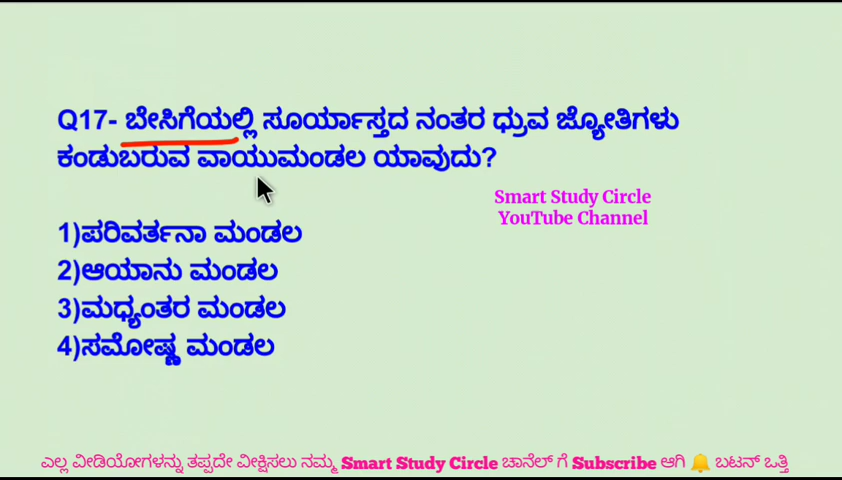 Q17- ಬೇಸಿಗೆಯಲ್ಲಿ ಸೂರ್ಯಾಸ್ತದ ನಂತರ ಧ್ರುವ ಜ್ಯೋತಿಗಳು
ಕಂಡುಬರುವ ವಾಯುಮಂಡಲ ಯಾವುದು?
Smart Study Circle
YouTube Channel
1)ಪರಿವರ್ತನಾ ಮಂಡಲ
2)ಆಯಾನು ಮಂಡಲ
3)ಮಧ್ಯಂತರ ಮಂಡಲ
4)ಸಮೋಷ್ಣ ಮಂಡಲ
ಎಲ್ಲ ವೀಡಿಯೋಗಳನ್ನು ತಪ್ಪದೇ ವೀಕ್ಷಿಸಲು ನಮ್ಮ Smart Study Circle ಚಾನೆಲ್ ಗೆ Subscribe ಆಗಿ 🔔 ಬಟನ್ ಒತ್ತಿ